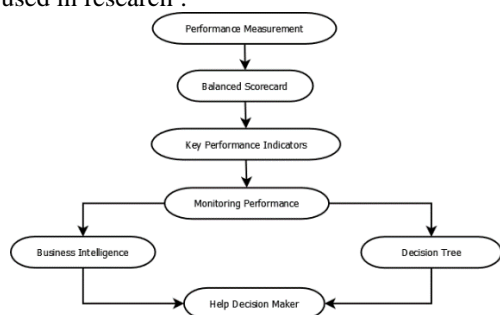 used in research :
Performance Measurement
Balanced Scorecard
Key Performance Indicators
Monitoring Performance
Business Intelligence
Decision Tree
Help Decision Maker